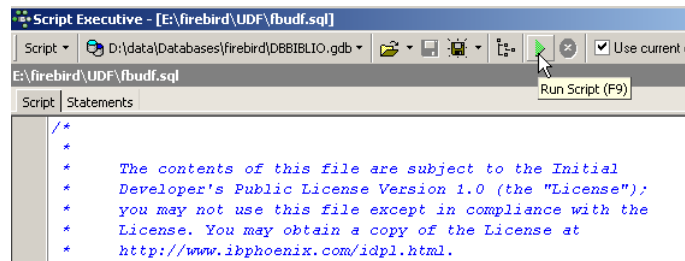 Script Executive - [E:\firebird\UDF\fbudf.sql]
Script D:\data\Databases\firebird\DBBIBLIO.gdb Use current
E:\firebird\UDF\fbudf.sql
Run Script (F9)
Script Statements
/*
*
* The contents of this file are subject to the Initial
* Developer's Public License Version 1.0 (the "License");
* you may not use this file except in compliance with the
* License. You may obtain a copy of the License at
* http://www.ibphoenix.com/idpl.html.